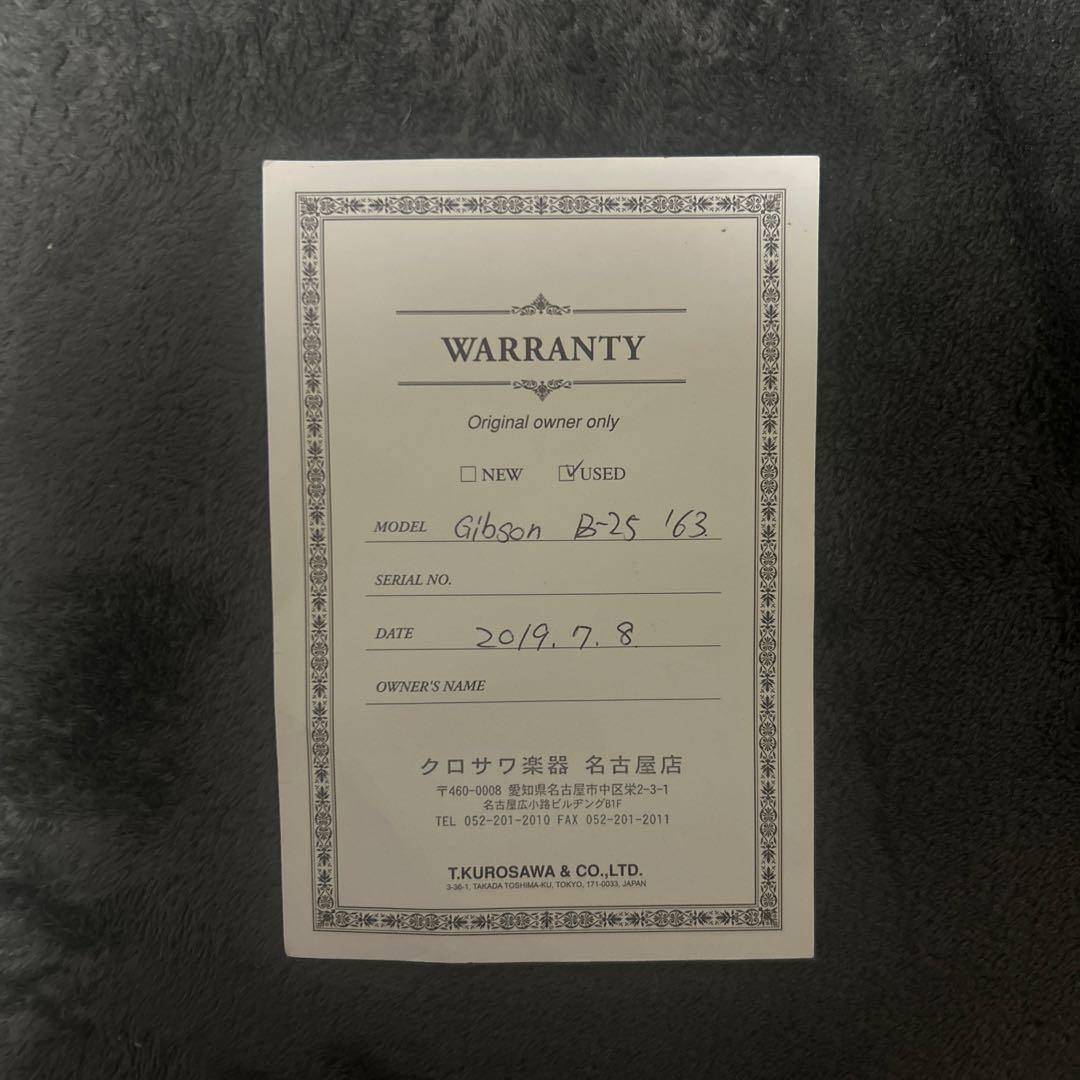 WARRANTY
Original owner only
☐ NEW ☑ USED
MODEL Gibson B-25 '63.
SERIAL NO.
DATE 2019. 7. 8.
OWNER'S NAME
クロサワ楽器 名古屋店
〒460-0008 愛知県名古屋市中区栄2-3-1
名古屋広小路ビルヂングB1F
TEL 052-201-2010 FAX 052-201-2011
T.KUROSAWA & CO.,LTD.
3-36-1, TAKADA TOSHIMA-KU, TOKYO, 171-0033, JAPAN